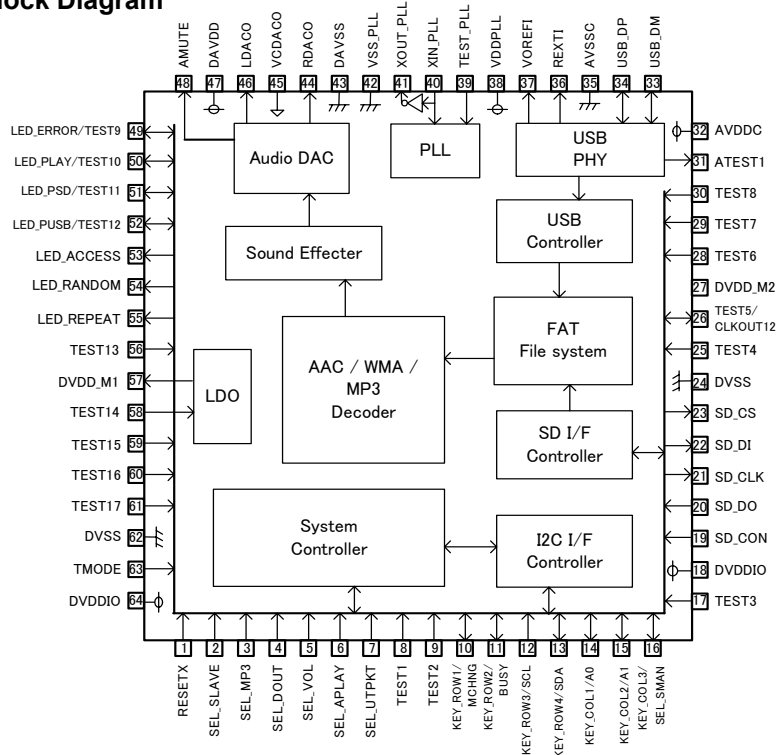 lock Diagram
AMUTE
DAVDD
LDACO
VCDACO
RDACO
DAVSS
VSS_PLL
XOUT_PLL
XIN_PLL
TEST_PLL
VDDPLL
VOREFI
REXTI
AVSSC
USB_DP
USB_DM
48 47 46 45 44 43 42 41 40 39 38 37 36 35 34 33
LED_ERROR/TEST9 49
LED_PLAY/TEST10 50
LED_PSD/TEST11 51
LED_PUSB/TEST12 52
LED_ACCESS 53
LED_RANDOM 54
LED_REPEAT 55
TEST13 56
DVDD_M1 57
TEST14 58
TEST15 59
TEST16 60
TEST17 61
DVSS 62
TMODE 63
DVDDIO 64
Audio DAC
PLL
USB
PHY
Sound Effecter
USB
Controller
AAC / WMA /
MP3
Decoder
FAT
File system
LDO
SD I/F
Controller
System
Controller
I2C I/F
Controller
32 AVDDC
31 ATEST1
30 TEST8
29 TEST7
28 TEST6
27 DVDD_M2
26 TEST5/
CLKOUT12
25 TEST4
24 DVSS
23 SD_CS
22 SD_DI
21 SD_CLK
20 SD_DO
19 SD_CON
18 DVDDIO
17 TEST3
1 2 3 4 5 6 7 8 9 10 11 12 13 14 15 16
RESETX
SEL_SLAVE
SEL_MP3
SEL_DOUT
SEL_VOL
SEL_APLAY
SEL_UTPKT
TEST1
TEST2
KEY_ROW1/
MCHNG
KEY_ROW2/
BUSY
KEY_ROW3/SCL
KEY_ROW4/SDA
KEY_COL1/A0
KEY_COL2/A1
KEY_COL3/
SEL_SMAN